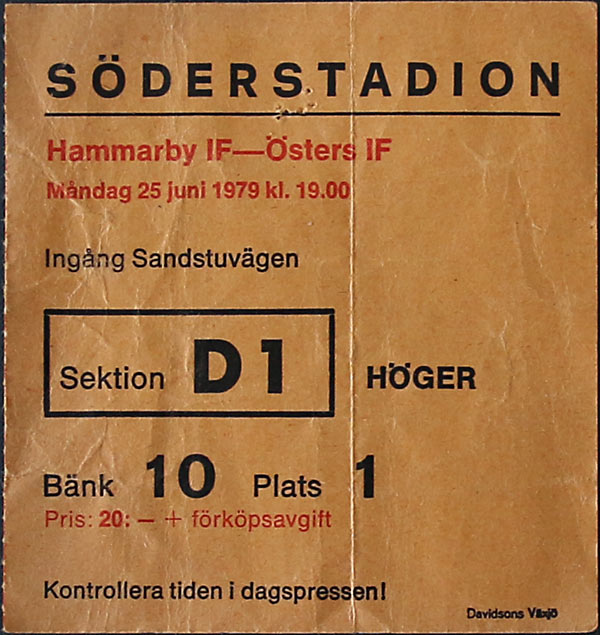 SÖDERSTADION
Hammarby IF—Östers IF
Måndag 25 juni 1979 kl. 19.00
Ingång Sandstuvägen
Sektion D 1 HÖGER
Bänk 10 Plats 1
Pris: 20: — + förköpsavgift
Kontrollera tiden i dagspressen!
Davidsons Växjö